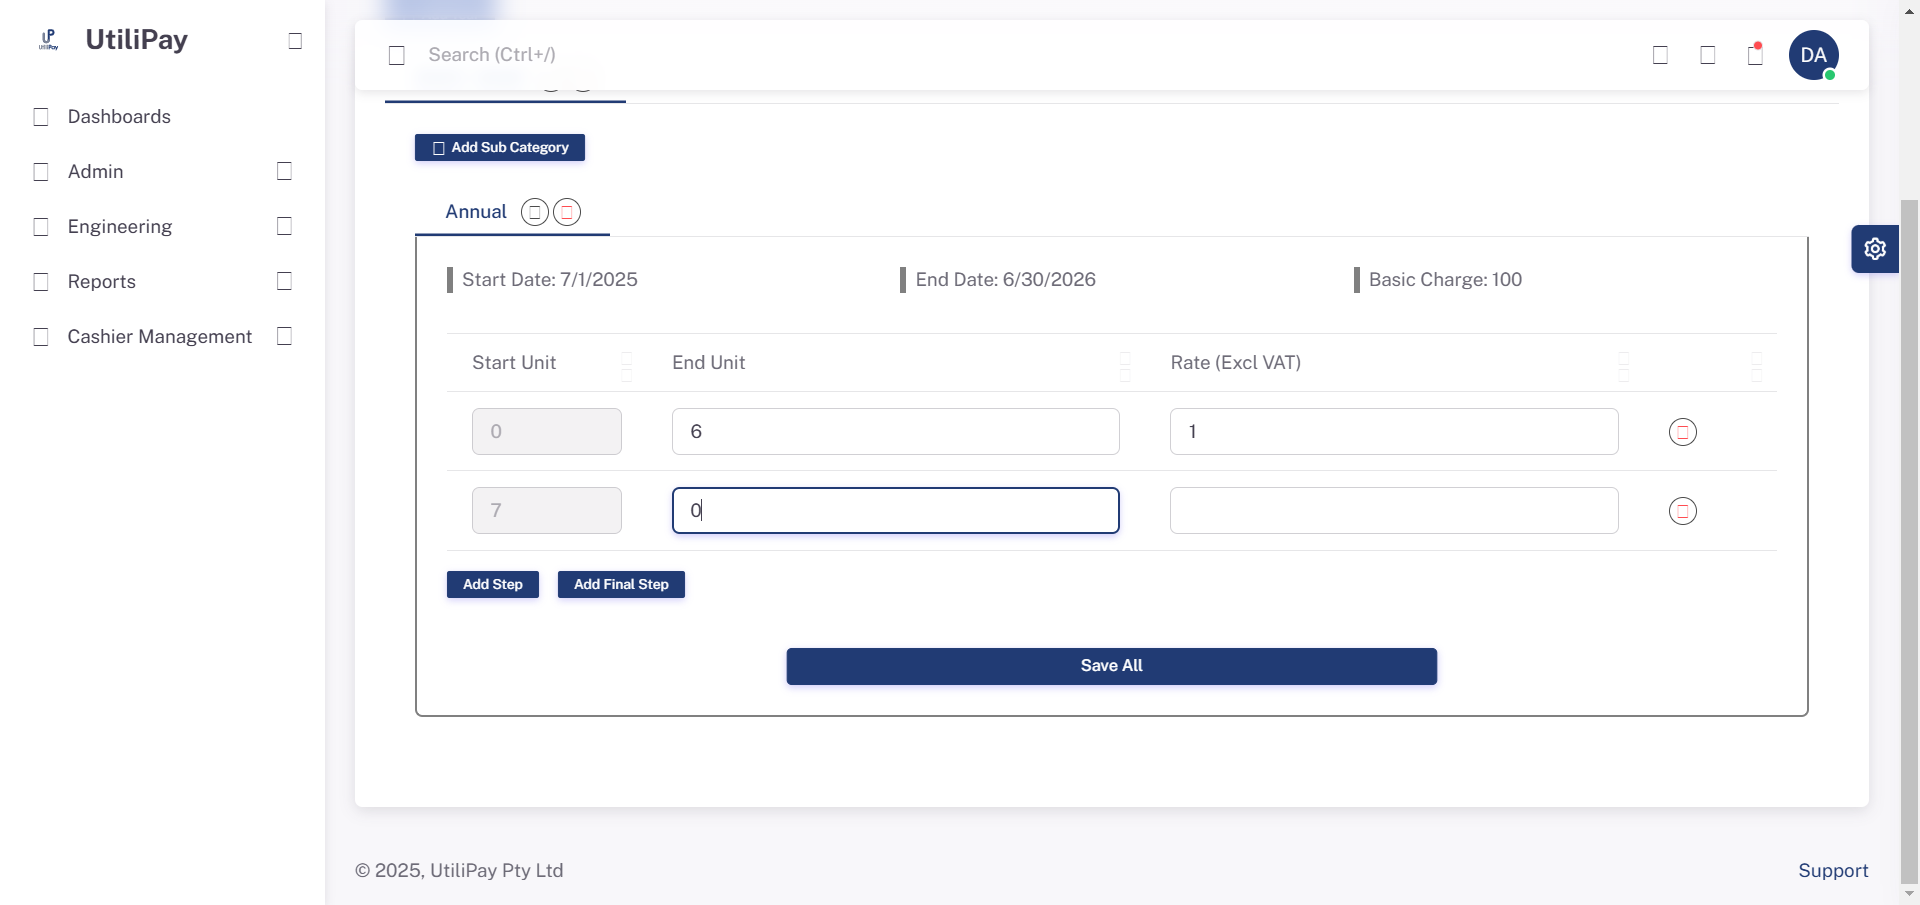 UtiliPay
Search (Ctrl+/)
DA
Dashboards
Admin
Engineering
Reports
Cashier Management
Add Sub Category
Annual
Start Date: 7/1/2025
End Date: 6/30/2026
Basic Charge: 100
Start Unit
End Unit
Rate (Excl VAT)
0
6
1
7
0
Add Step
Add Final Step
Save All
© 2025, UtiliPay Pty Ltd
Support